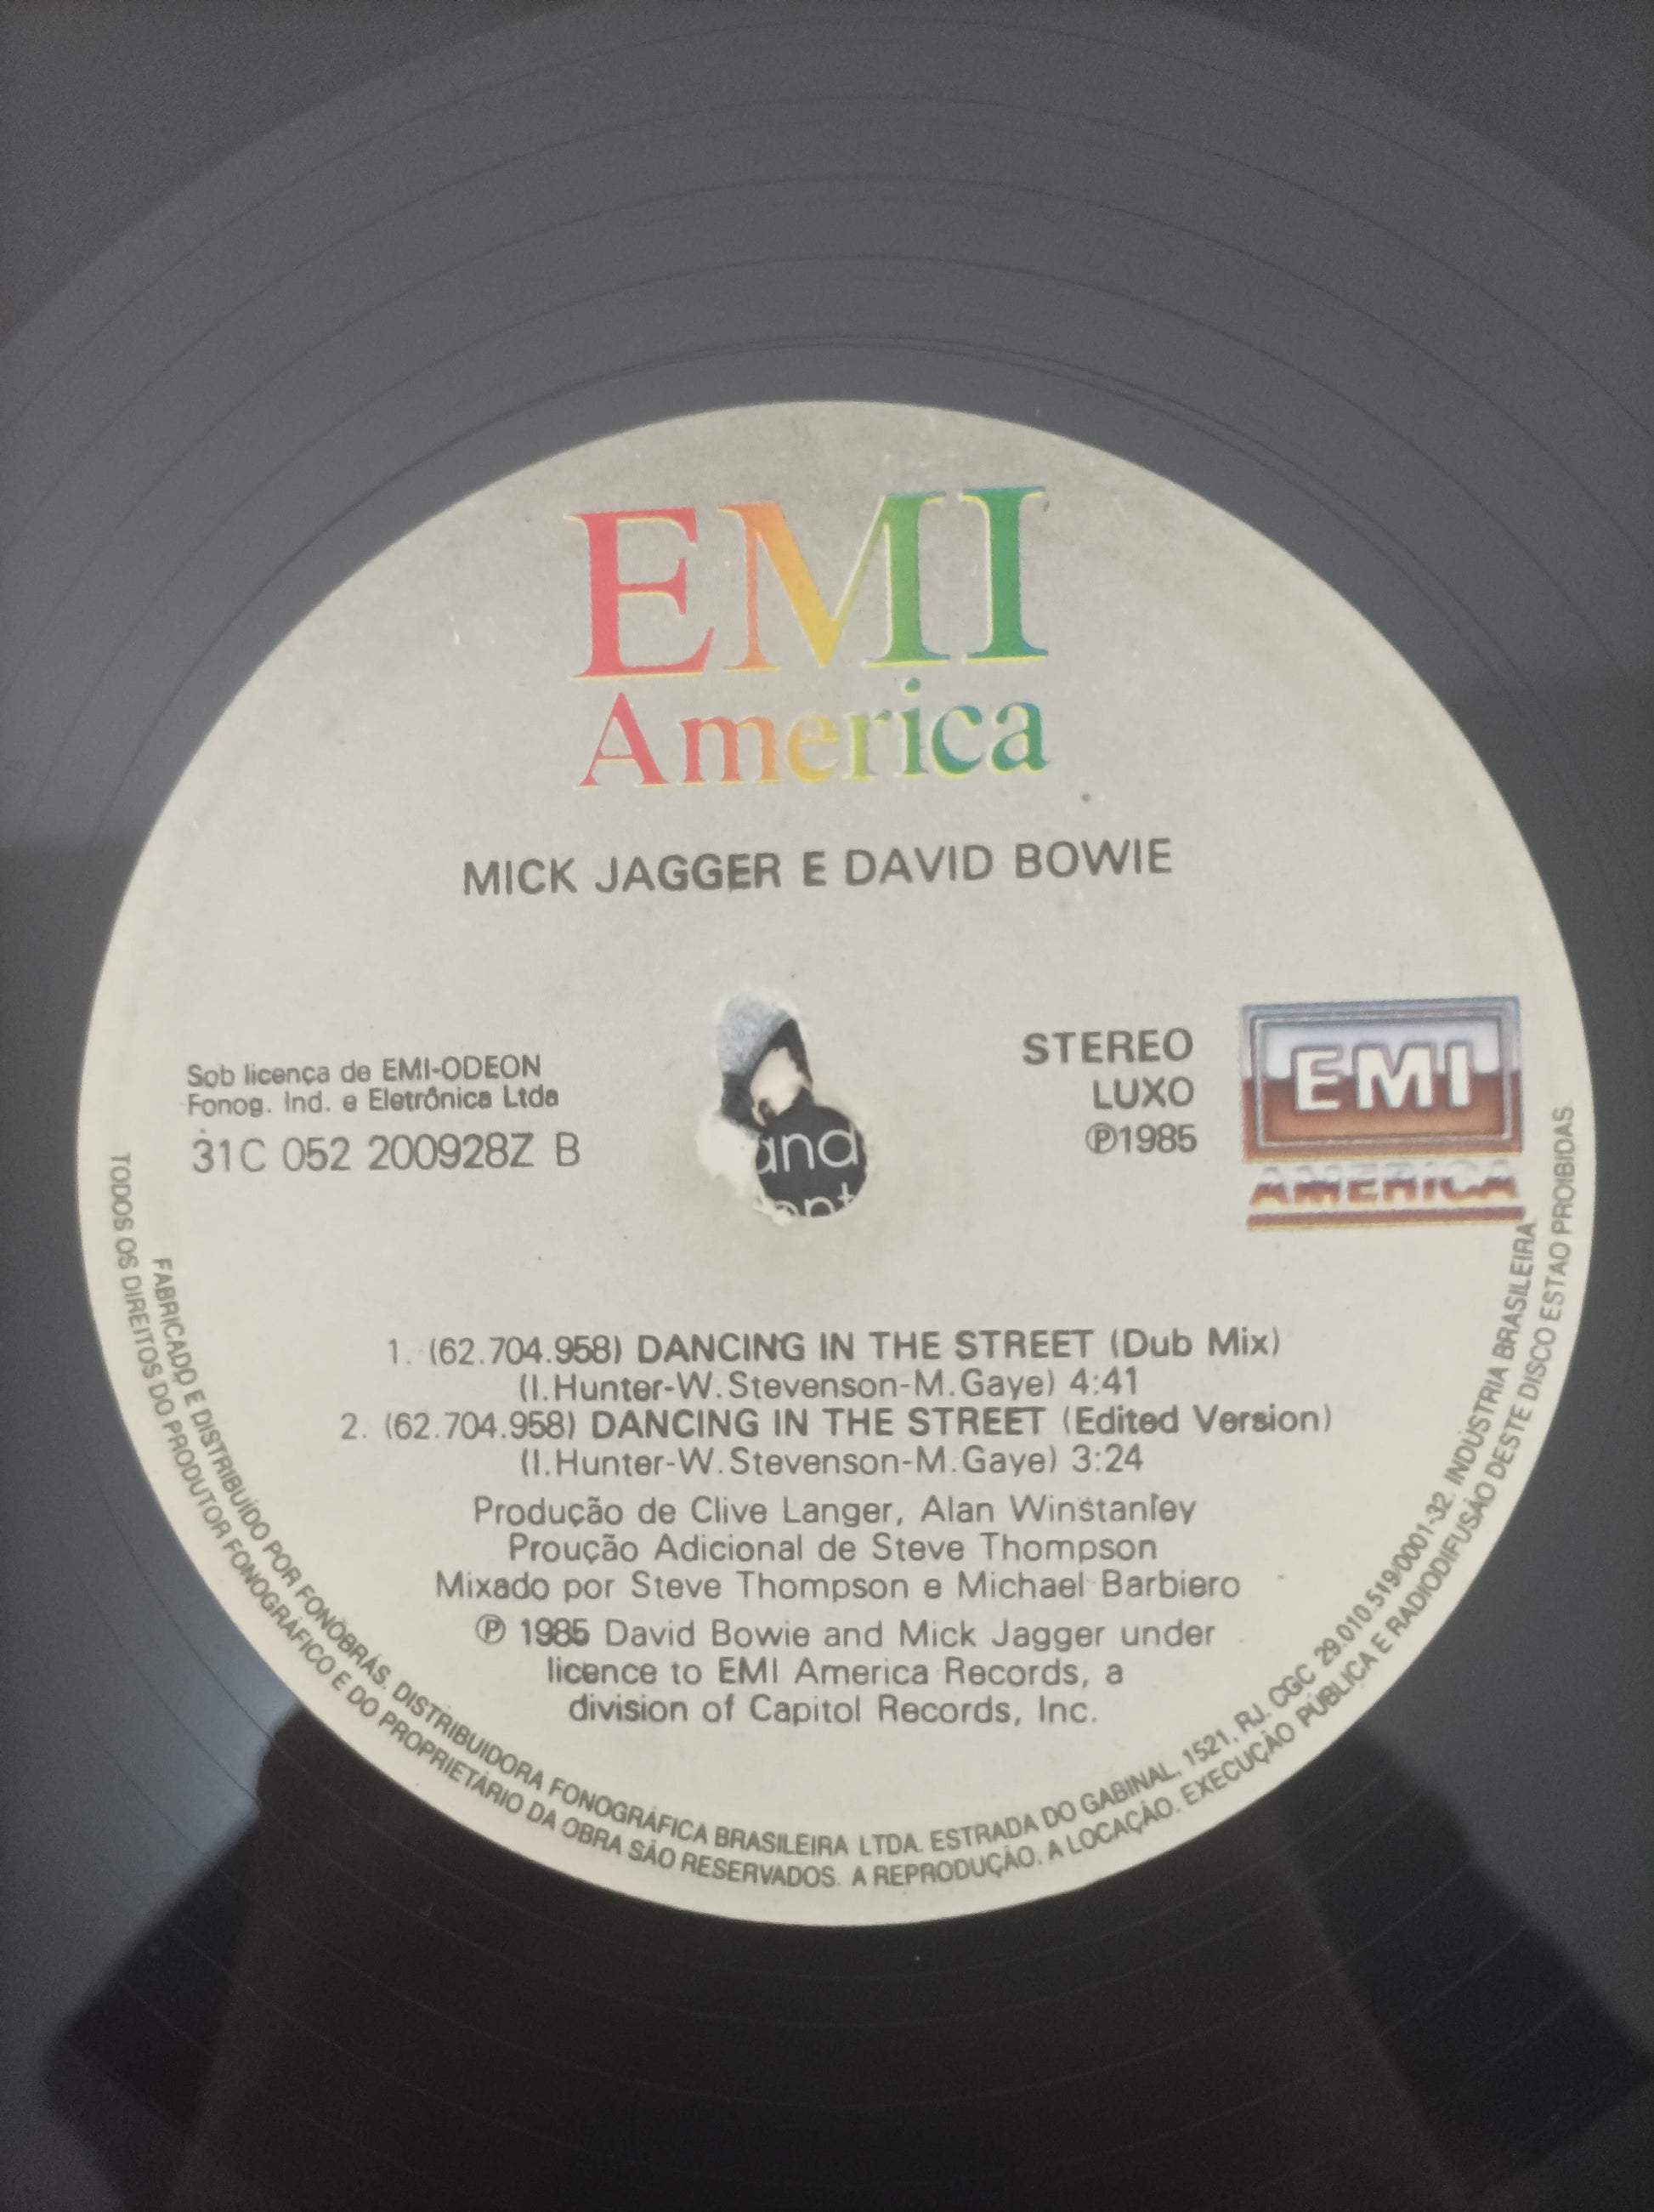 EMI
America
MICK JAGGER E DAVID BOWIE
Sob licença de EMI-ODEON
Fonog. Ind. e Eletrônica Ltda
31C 052 200928Z B
STEREO
LUXO
℗1985
EMI
AMERICA
and
1. (62.704.958) DANCING IN THE STREET (Dub Mix)
(I.Hunter-W.Stevenson-M.Gaye) 4:41
2. (62.704.958) DANCING IN THE STREET (Edited Version)
(I.Hunter-W.Stevenson-M.Gaye) 3:24
Produção de Clive Langer, Alan Winstanley
Proução Adicional de Steve Thompson
Mixado por Steve Thompson e Michael Barbiero
℗ 1985 David Bowie and Mick Jagger under
licence to EMI America Records, a
division of Capitol Records, Inc.
FABRICADO E DISTRIBUÍDO POR FONOBRÁS. DISTRIBUIDORA FONOGRÁFICA BRASILEIRA LTDA. ESTRADA DO GABINAL, 1521, RJ. CGC 29.010.519/0001-32. INDÚSTRIA BRASILEIRA
TODOS OS DIREITOS DO PRODUTOR FONOGRÁFICO E DO PROPRIETÁRIO DA OBRA SÃO RESERVADOS. A REPRODUÇÃO. A LOCAÇÃO. EXECUÇÃO PÚBLICA E RADIODIFUSÃO DESTE DISCO ESTÃO PROIBIDAS